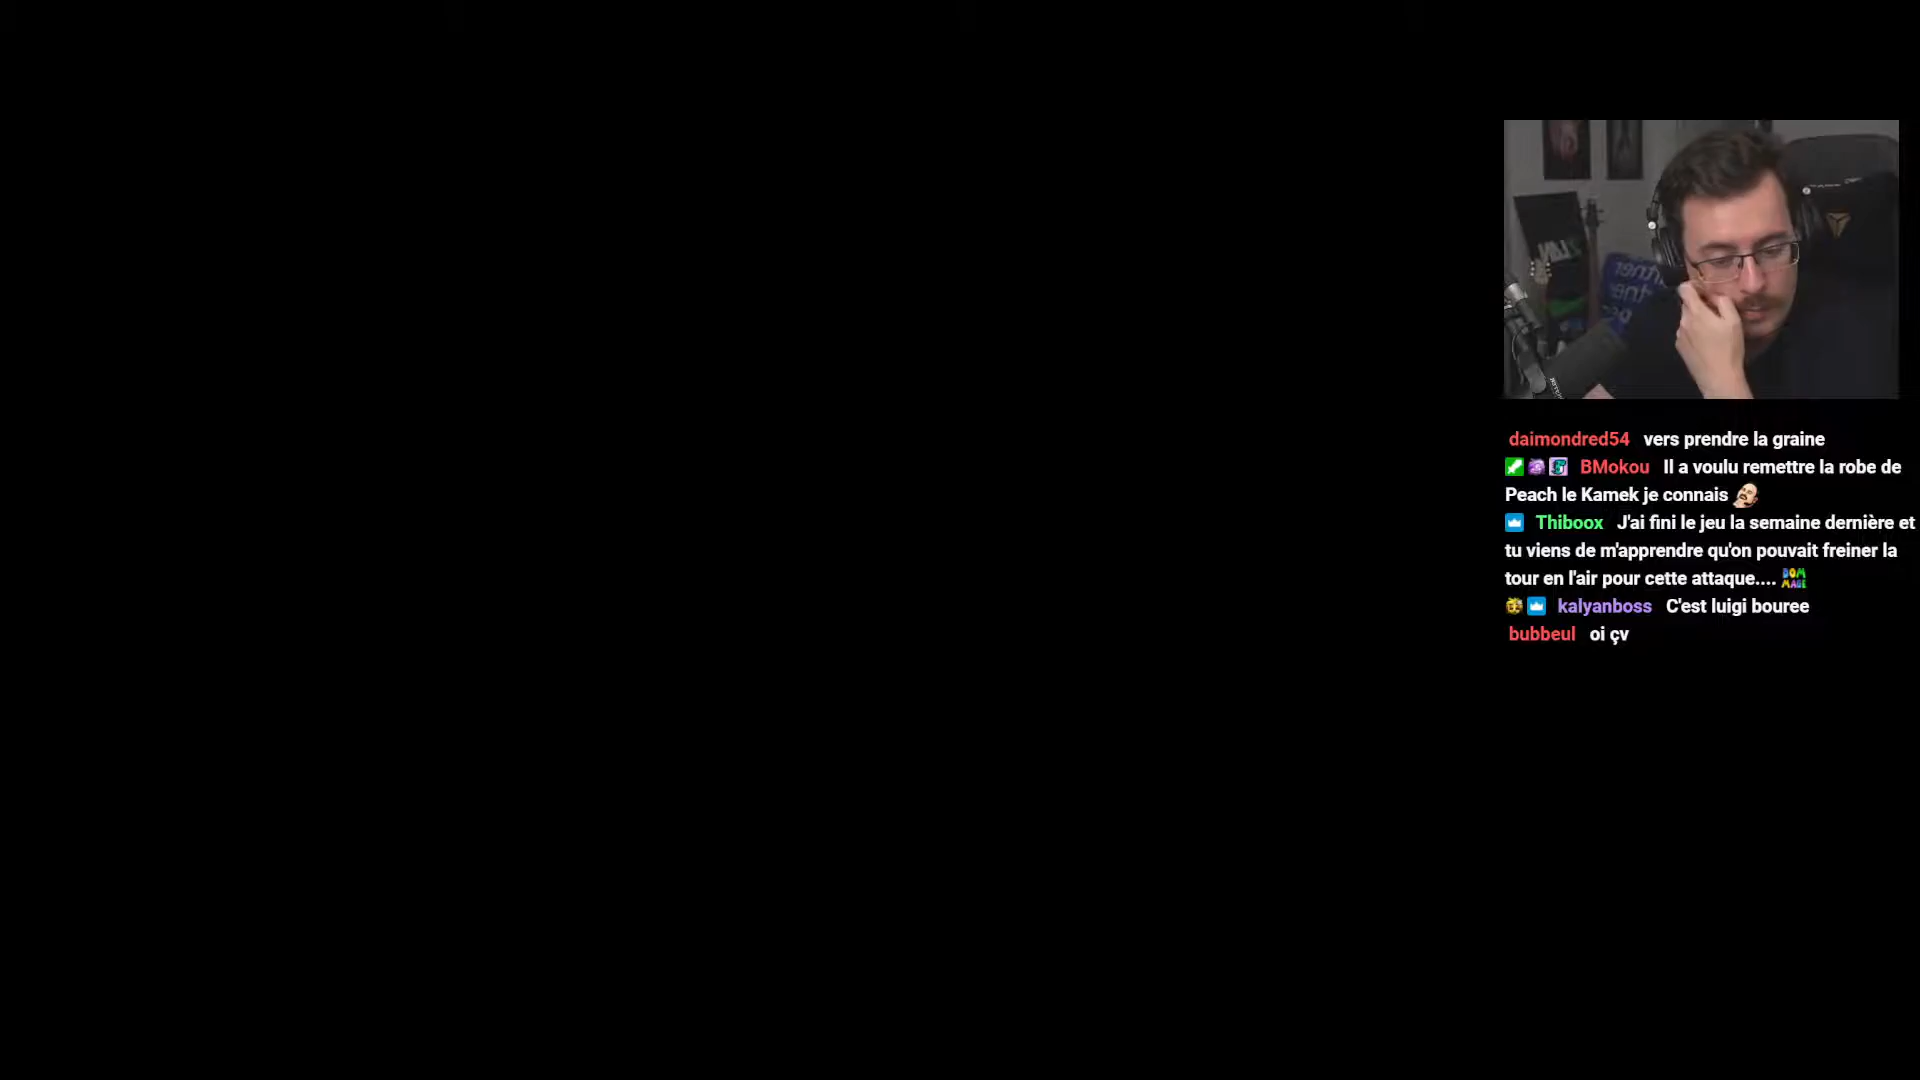 daimondred54 vers prendre la graine
BMokou Il a voulu remettre la robe de
Peach le Kamek je connais
Thiboox J'ai fini le jeu la semaine dernière et
tu viens de m'apprendre qu'on pouvait freiner la
tour en l'air pour cette attaque.... DOM
MAGE
kalyanboss C'est luigi bouree
bubbeul oi çv